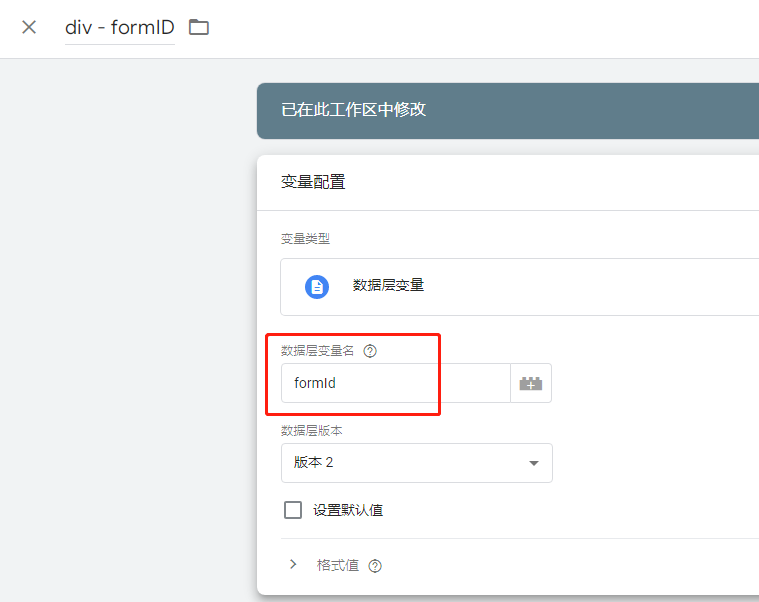 div - formID
已在此工作区中修改
变量配置
变量类型
数据层变量
数据层变量名
formId
数据层版本
版本 2
设置默认值
格式值